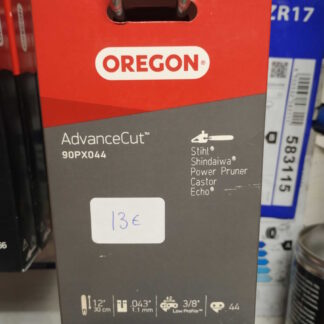 OREGON®
ZR17
AdvanceCut™
90PX044
Stihl®
Shindaiwa®
Power Pruner
Castor
Echo®
583115
13€
66
12"
30 cm
.043"
1.1 mm
3/8"
Low Profile™
44